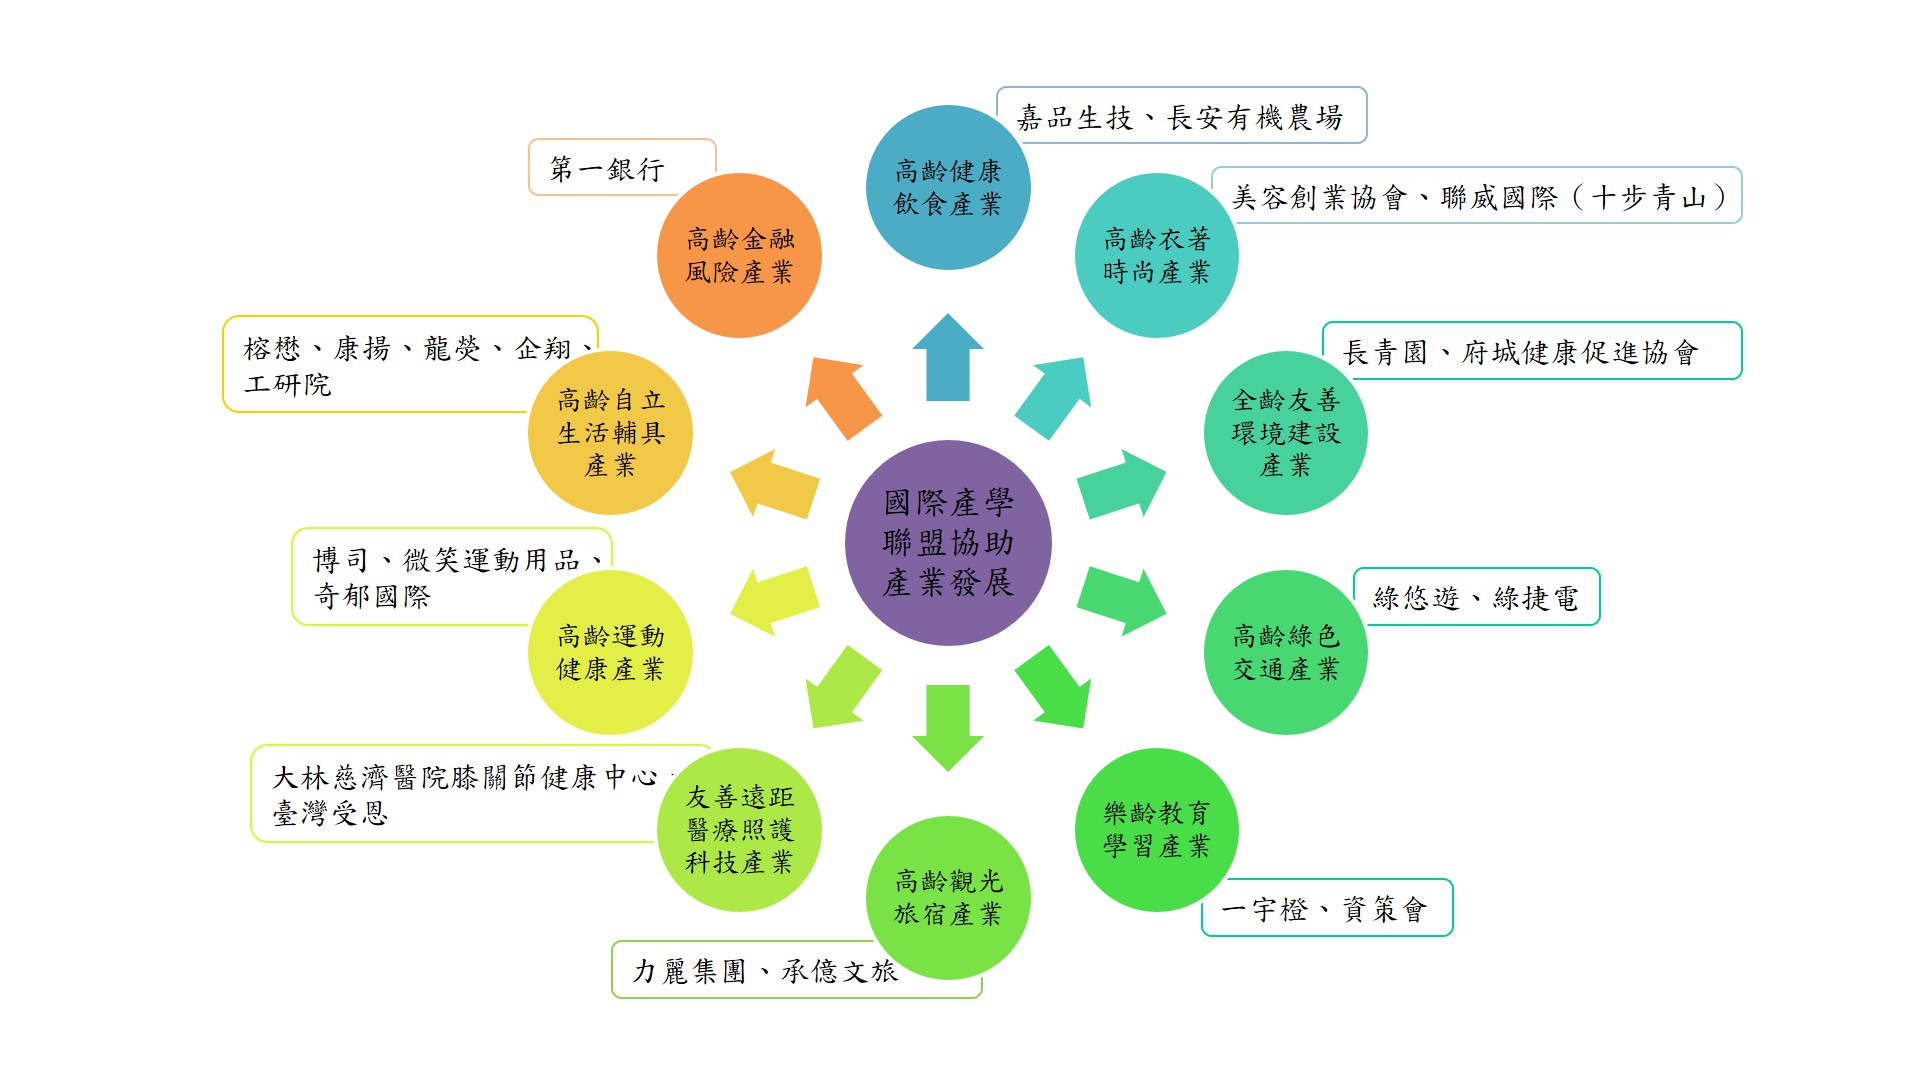 嘉品生技、長安有機農場
高齡健康
飲食產業
美容創業協會、聯威國際（十步青山）
高齡衣著
時尚產業
長青園、府城健康促進協會
全齡友善
環境建設
產業
綠悠遊、綠捷電
高齡綠色
交通產業
樂齡教育
學習產業
一宇橙、資策會
高齡觀光
旅宿產業
力麗集團、承億文旅
大林慈濟醫院膝關節健康中心、
臺灣受恩
友善遠距
醫療照護
科技產業
博司、微笑運動用品、
奇郁國際
高齡運動
健康產業
榕懋、康揚、龍熒、企翔、
工研院
高齡自立
生活輔具
產業
第一銀行
高齡金融
風險產業
國際產學
聯盟協助
產業發展